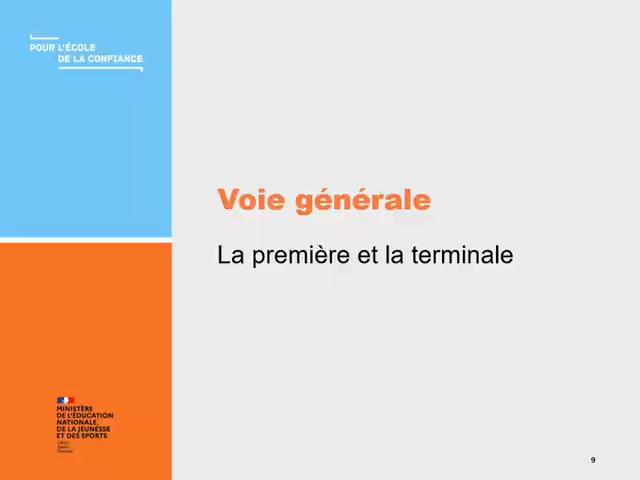 POUR L'ÉCOLE
DE LA CONFIANCE
Voie générale
La première et la terminale
MINISTÈRE
DE L'ÉDUCATION
NATIONALE,
DE LA JEUNESSE
ET DES SPORTS
9